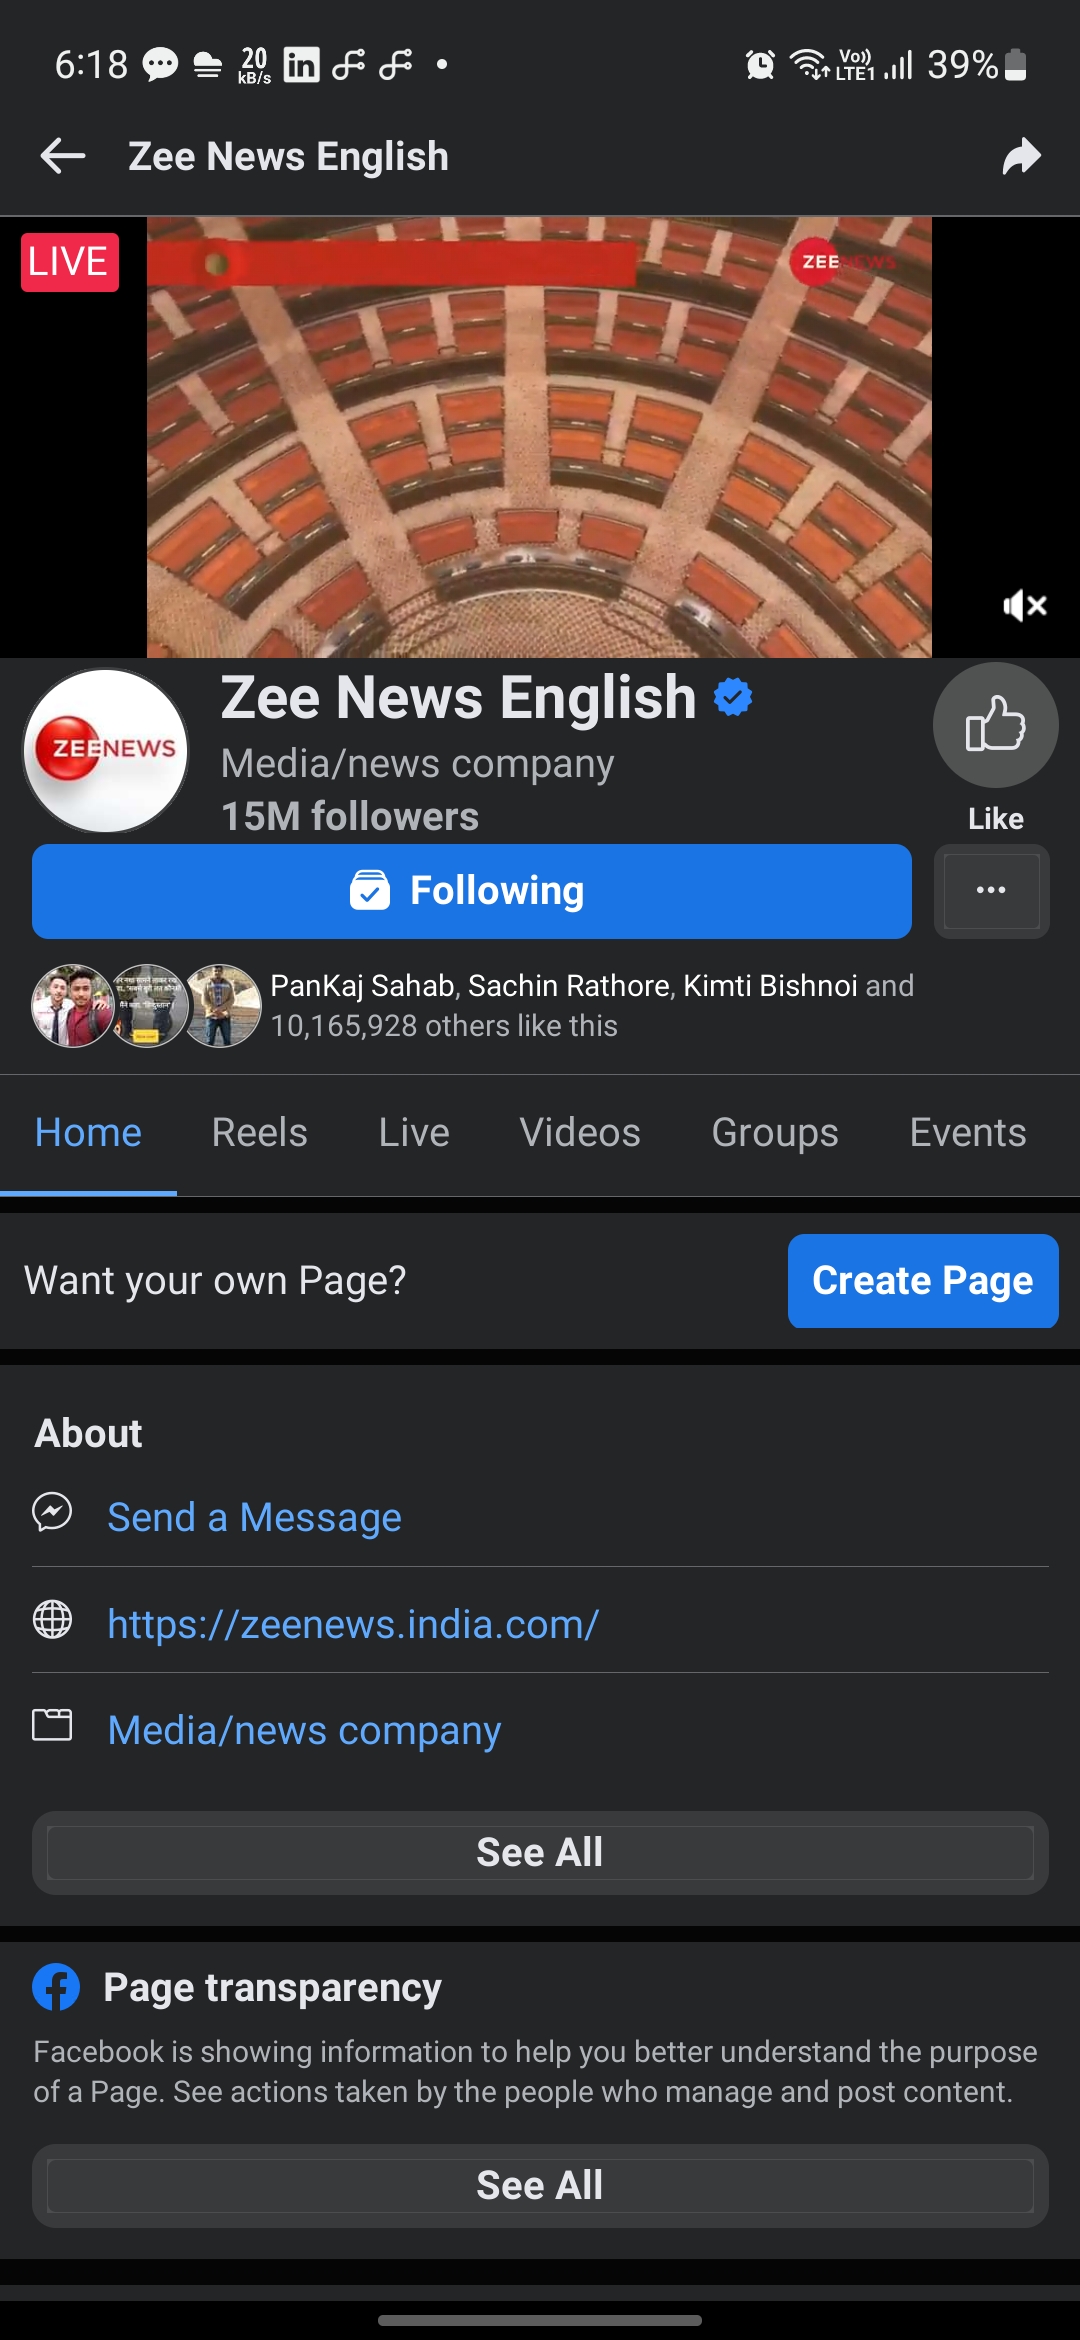 6:18 20 kB/s in Vo)) LTE1 39%
Zee News English
LIVE
ZEE NEWS
Zee News English
ZEENEWS
Media/news company
15M followers
Like
Following
PanKaj Sahab, Sachin Rathore, Kimti Bishnoi and
10,165,928 others like this
Home Reels Live Videos Groups Events
Want your own Page?
Create Page
About
Send a Message
https://zeenews.india.com/
Media/news company
See All
Page transparency
Facebook is showing information to help you better understand the purpose
of a Page. See actions taken by the people who manage and post content.
See All